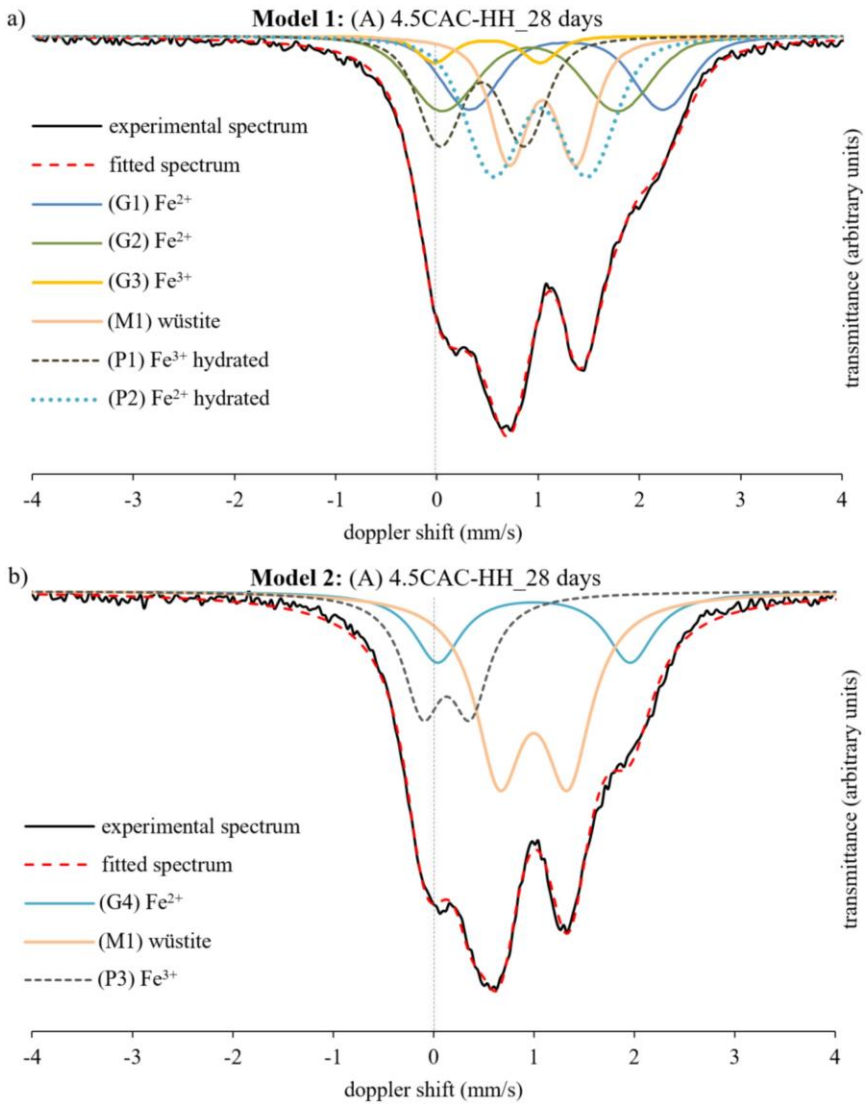 a)
Model 1: (A) 4.5CAC-HH_28 days
experimental spectrum
fitted spectrum
(G1) Fe²⁺
(G2) Fe²⁺
(G3) Fe³⁺
(M1) wüstite
(P1) Fe³⁺ hydrated
(P2) Fe²⁺ hydrated
transmittance (arbitrary units)
-4 -3 -2 -1 0 1 2 3 4
doppler shift (mm/s)
b)
Model 2: (A) 4.5CAC-HH_28 days
experimental spectrum
fitted spectrum
(G4) Fe²⁺
(M1) wüstite
(P3) Fe³⁺
transmittance (arbitrary units)
-4 -3 -2 -1 0 1 2 3 4
doppler shift (mm/s)